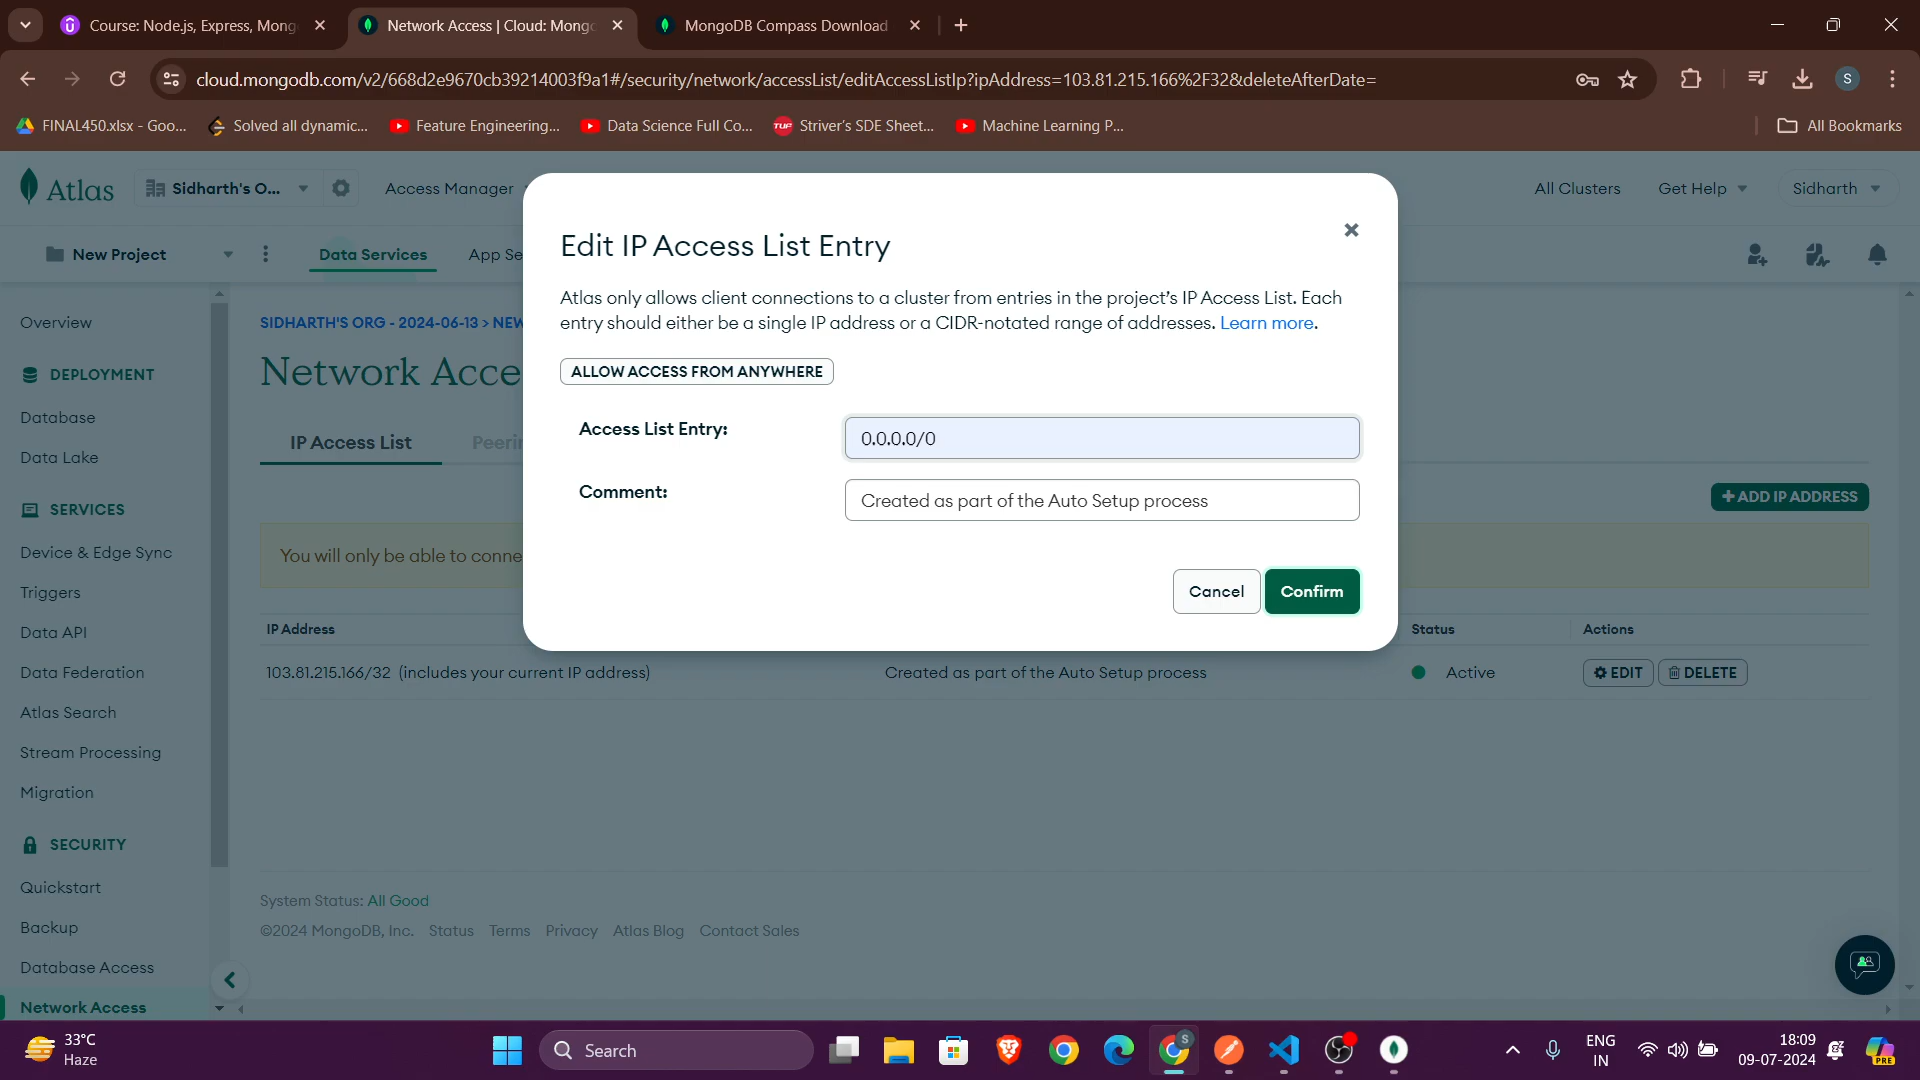 Course: Node.js, Express, Mong
Network Access | Cloud: Mongo
MongoDB Compass Download
cloud.mongodb.com/v2/668d2e9670cb39214003f9a1#/security/network/accessList/editAccessListIp?ipAddress=103.81.215.166%2F32&deleteAfterDate=
S
FINAL450.xlsx - Goo...
Solved all dynamic...
Feature Engineering...
Data Science Full Co...
TUF
Striver's SDE Sheet...
Machine Learning P...
All Bookmarks
Atlas
Sidharth's O...
Access Manager
All Clusters
Get Help
Sidharth
New Project
Data Services
App Se
Overview
DEPLOYMENT
Database
Data Lake
SERVICES
Device & Edge Sync
Triggers
Data API
Data Federation
Atlas Search
Stream Processing
Migration
SECURITY
Quickstart
Backup
Database Access
Network Access
SIDHARTH'S ORG - 2024-06-13 > NEW
Network Acce
IP Access List
Peerin
+ ADD IP ADDRESS
You will only be able to conne
IP Address
Status
Actions
103.81.215.166/32 (includes your current IP address)
Created as part of the Auto Setup process
Active
EDIT
DELETE
System Status: All Good
©2024 MongoDB, Inc.
Status
Terms
Privacy
Atlas Blog
Contact Sales
Edit IP Access List Entry
Atlas only allows client connections to a cluster from entries in the project's IP Access List. Each
entry should either be a single IP address or a CIDR-notated range of addresses. Learn more.
ALLOW ACCESS FROM ANYWHERE
Access List Entry:
0.0.0.0/0
Comment:
Created as part of the Auto Setup process
Cancel
Confirm
33°C
Haze
Search
S
ENG
IN
18:09
09-07-2024
PRE